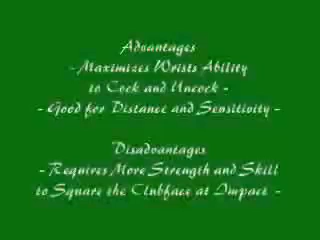 Advantages
- Maximizes Wrists Ability
to Cock and Uncock -
- Good for Distance and Sensitivity -
Disadvantages
- Requires More Strength and Skill
to Square the Clubface at Impact -